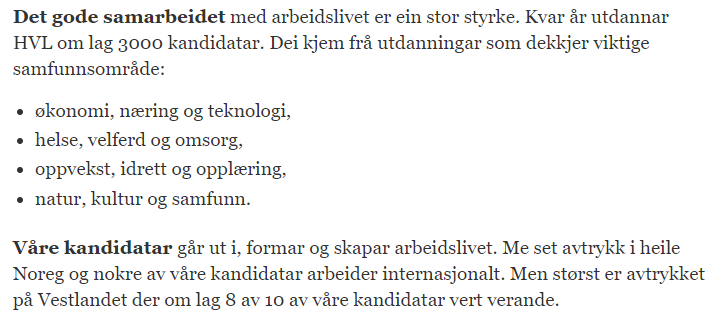 Det gode samarbeidet med arbeidslivet er ein stor styrke. Kvar år utdannar
HVL om lag 3000 kandidatar. Dei kjem frå utdanningar som dekkjer viktige
samfunnsområde:
• økonomi, næring og teknologi,
• helse, velferd og omsorg,
• oppvekst, idrett og opplæring,
• natur, kultur og samfunn.
Våre kandidatar går ut i, formar og skapar arbeidslivet. Me set avtrykk i heile
Noreg og nokre av våre kandidatar arbeider internasjonalt. Men størst er avtrykket
på Vestlandet der om lag 8 av 10 av våre kandidatar vert verande.